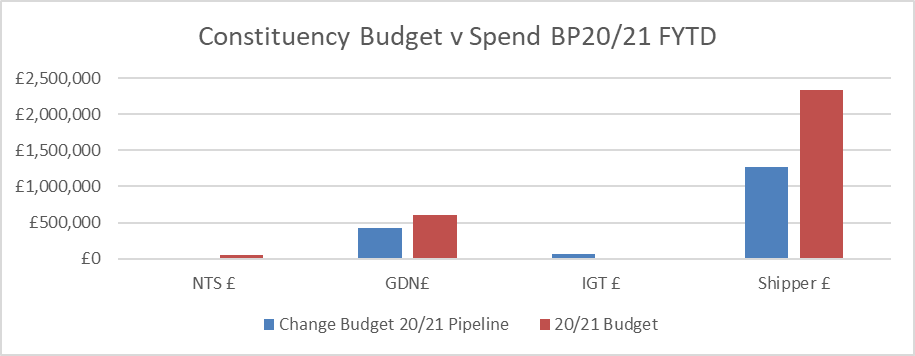 Constituency Budget v Spend BP20/21 FYTD
£2,500,000
£2,000,000
£1,500,000
£1,000,000
£500,000
£0
NTS £ GDN£ IGT £ Shipper £
Change Budget 20/21 Pipeline 20/21 Budget